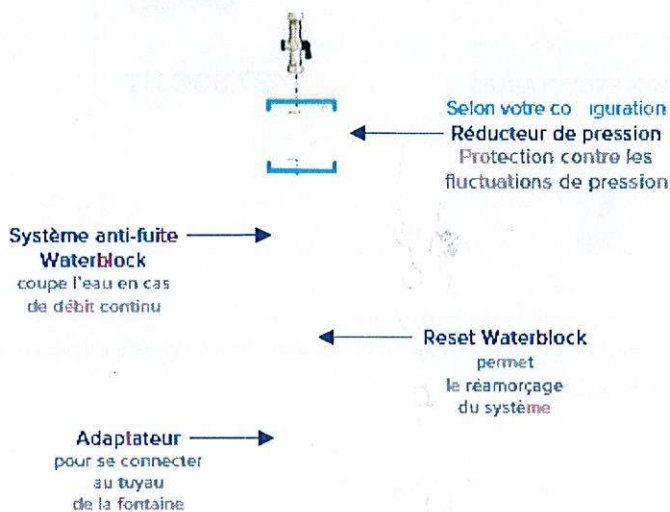 Selon votre co iguration
Réducteur de pression
Protection contre les
fluctuations de pression
Système anti-fuite
Waterblock
coupe l'eau en cas
de débit continu
Reset Waterblock
permet
le réamorçage
du système
Adaptateur
pour se connecter
au tuyau
de la fontaine